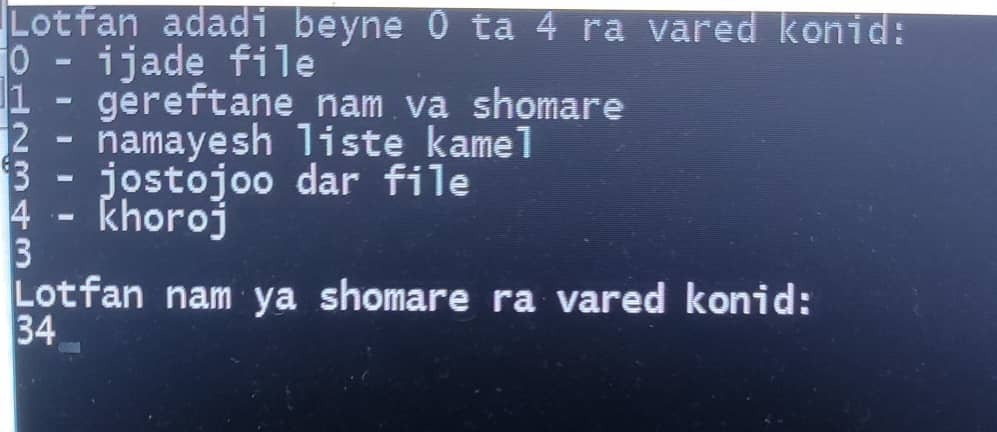 Lotfan adadi beyne 0 ta 4 ra vared konid:
0 - ijade file
1 - gereftane nam va shomare
2 - namayesh liste kamel
3 - jostojoo dar file
4 - khoroj
3
Lotfan nam ya shomare ra vared konid:
34_